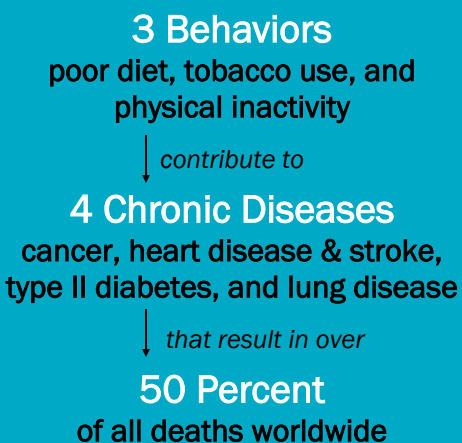 3 Behaviors
poor diet, tobacco use, and
physical inactivity
contribute to
4 Chronic Diseases
cancer, heart disease & stroke,
type II diabetes, and lung disease
that result in over
50 Percent
of all deaths worldwide